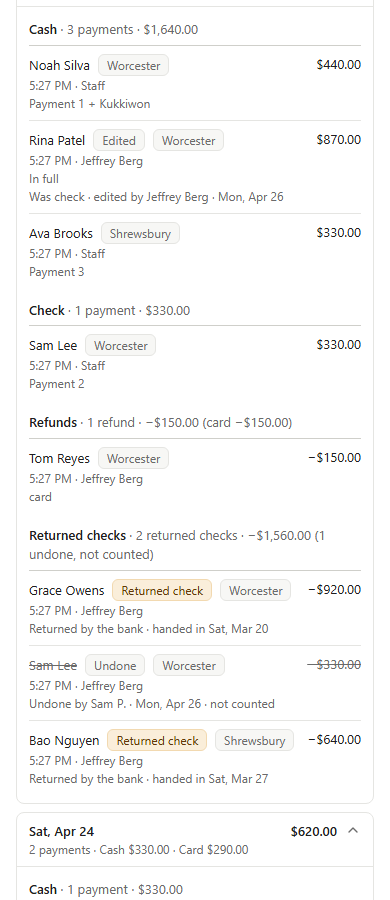 Cash · 3 payments · $1,640.00
Noah Silva Worcester $440.00
5:27 PM · Staff
Payment 1 + Kukkiwon
Rina Patel Edited Worcester $870.00
5:27 PM · Jeffrey Berg
In full
Was check · edited by Jeffrey Berg · Mon, Apr 26
Ava Brooks Shrewsbury $330.00
5:27 PM · Staff
Payment 3
Check · 1 payment · $330.00
Sam Lee Worcester $330.00
5:27 PM · Staff
Payment 2
Refunds · 1 refund · −$150.00 (card −$150.00)
Tom Reyes Worcester −$150.00
5:27 PM · Jeffrey Berg
card
Returned checks · 2 returned checks · −$1,560.00 (1
undone, not counted)
Grace Owens Returned check Worcester −$920.00
5:27 PM · Jeffrey Berg
Returned by the bank · handed in Sat, Mar 20
Sam Lee Undone Worcester −$330.00
5:27 PM · Jeffrey Berg
Undone by Sam P. · Mon, Apr 26 · not counted
Bao Nguyen Returned check Shrewsbury −$640.00
5:27 PM · Jeffrey Berg
Returned by the bank · handed in Sat, Mar 27
Sat, Apr 24 $620.00
2 payments · Cash $330.00 · Card $290.00
Cash · 1 payment · $330.00